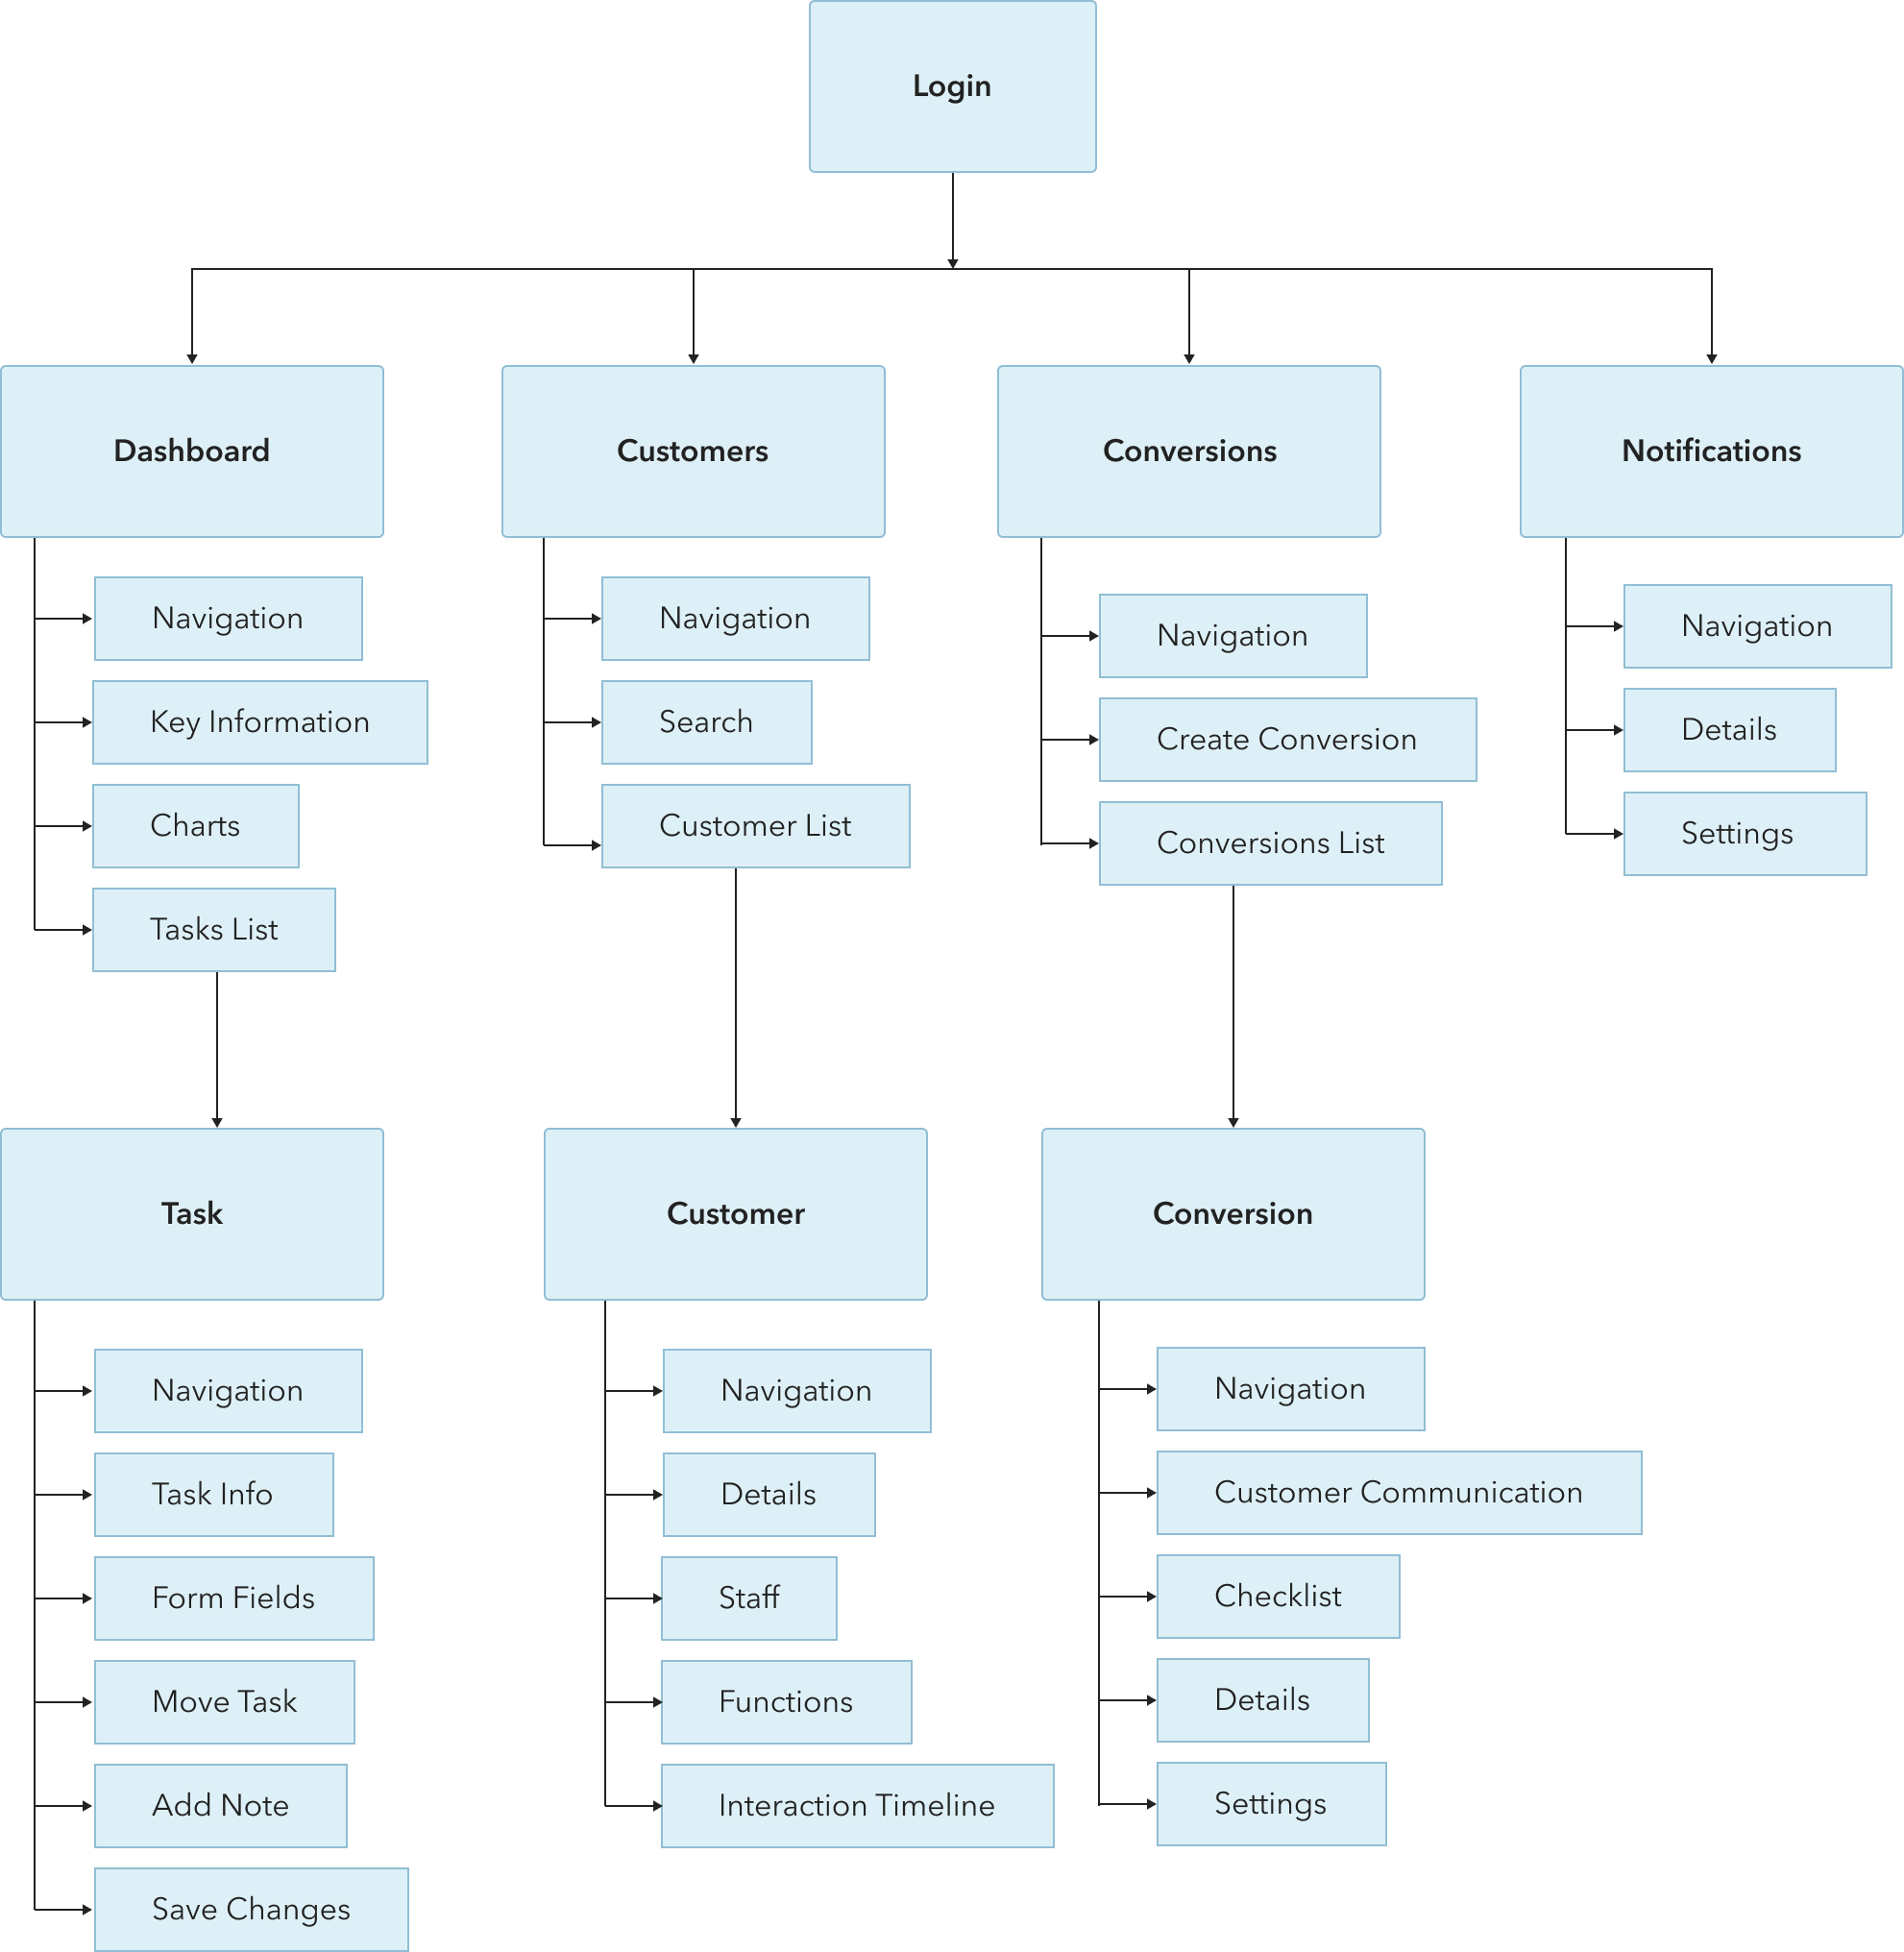 Login
Dashboard
Customers
Conversions
Notifications
Navigation
Key Information
Charts
Tasks List
Navigation
Search
Customer List
Navigation
Create Conversion
Conversions List
Navigation
Details
Settings
Task
Customer
Conversion
Navigation
Task Info
Form Fields
Move Task
Add Note
Save Changes
Navigation
Details
Staff
Functions
Interaction Timeline
Navigation
Customer Communication
Checklist
Details
Settings